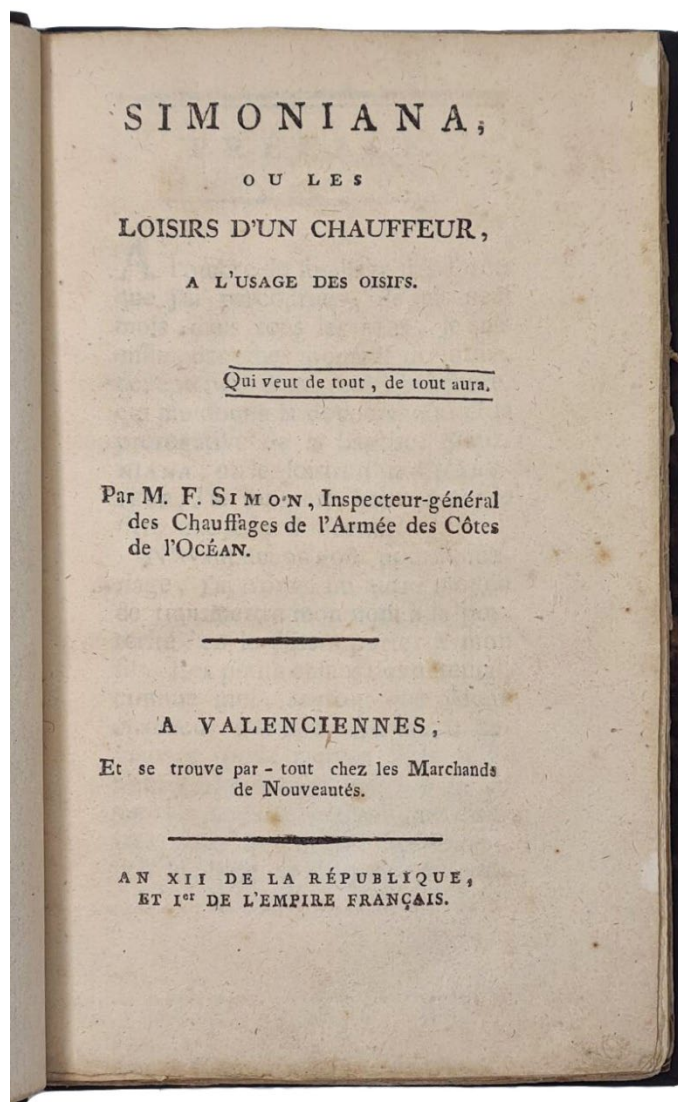 SIMONIANA,
OU LES
LOISIRS D'UN CHAUFFEUR,
A L'USAGE DES OISIFS.
Qui veut de tout, de tout aura.
Par M. F. SIMON, Inspecteur-général
des Chauffages de l'Armée des Côtes
de l'OCÉAN.
A VALENCIENNES,
Et se trouve par-tout chez les Marchands
de Nouveautés.
AN XII DE LA RÉPUBLIQUE,
ET Ier DE L'EMPIRE FRANÇAIS.